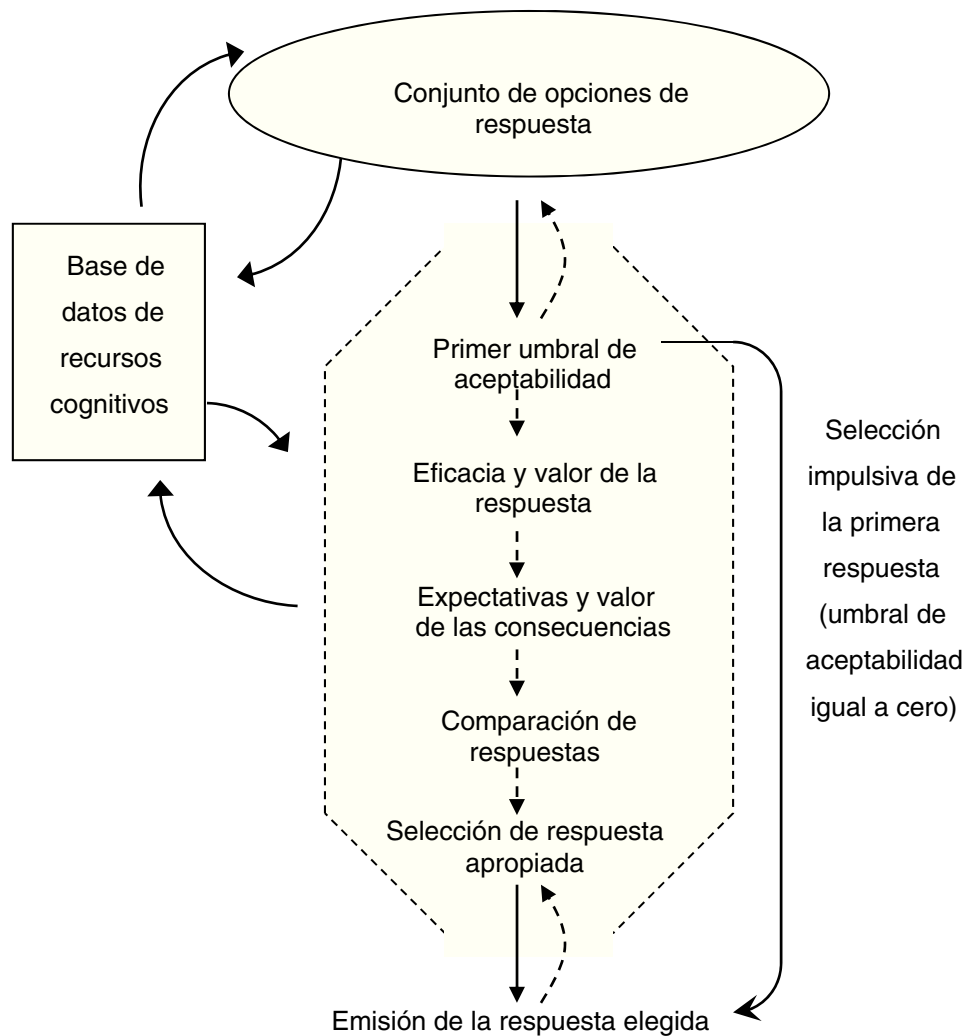 Conjunto de opciones de
respuesta
Base de
datos de
recursos
cognitivos
Primer umbral de
aceptabilidad
Eficacia y valor de la
respuesta
Expectativas y valor
de las consecuencias
Comparación de
respuestas
Selección de respuesta
apropiada
Emisión de la respuesta elegida
Selección
impulsiva de
la primera
respuesta
(umbral de
aceptabilidad
igual a cero)